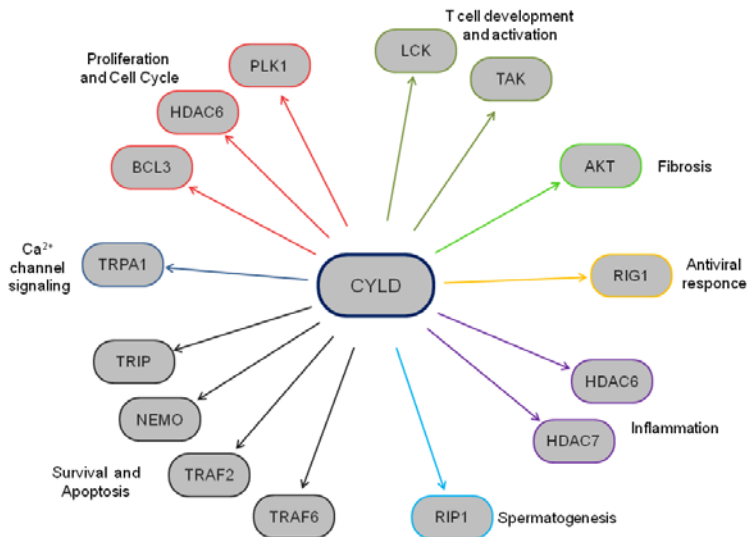 T cell development
and activation
Proliferation
and Cell Cycle
PLK1
LCK
TAK
HDAC6
BCL3
AKT
Fibrosis
Ca²⁺
channel
signaling
TRPA1
CYLD
RIG1
Antiviral
responce
TRIP
HDAC6
NEMO
HDAC7
Inflammation
Survival and
Apoptosis
TRAF2
TRAF6
RIP1
Spermatogenesis